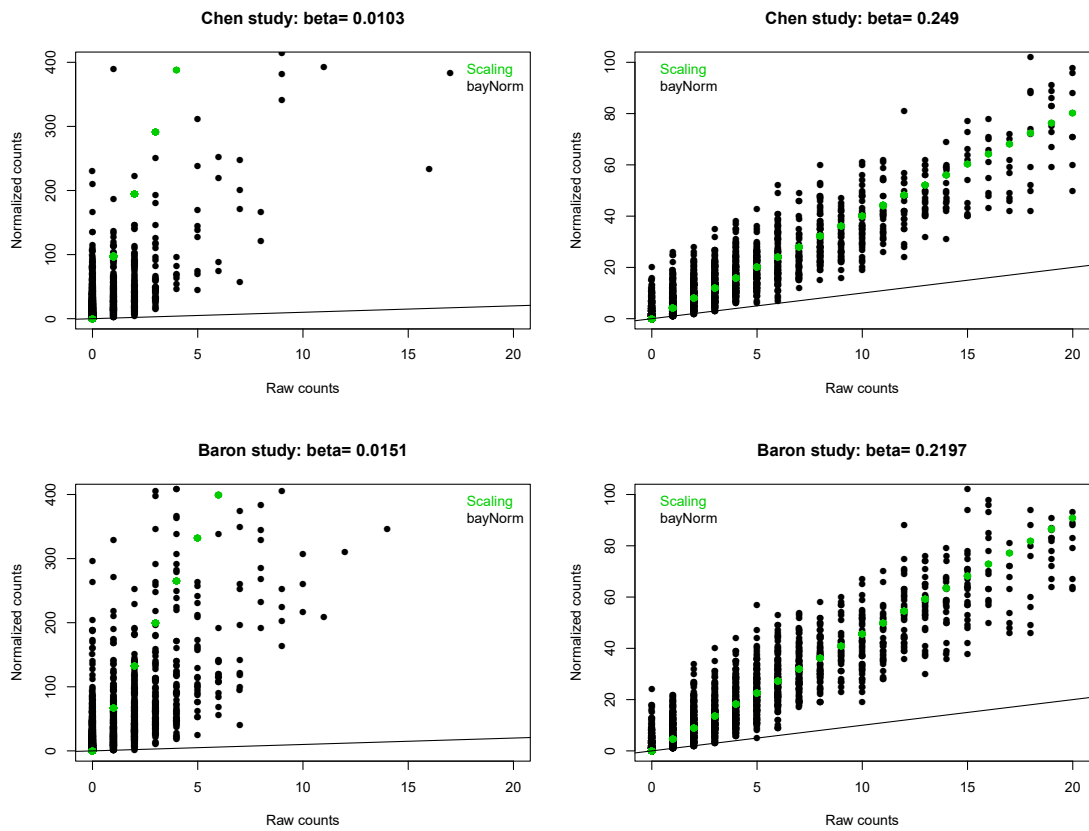 Chen study: beta= 0.0103
400
300
200
100
0
Normalized counts
Scaling
bayNorm
0 5 10 15 20
Raw counts
Chen study: beta= 0.249
100
80
60
40
20
0
Normalized counts
Scaling
bayNorm
0 5 10 15 20
Raw counts
Baron study: beta= 0.0151
400
300
200
100
0
Normalized counts
Scaling
bayNorm
0 5 10 15 20
Raw counts
Baron study: beta= 0.2197
100
80
60
40
20
0
Normalized counts
Scaling
bayNorm
0 5 10 15 20
Raw counts